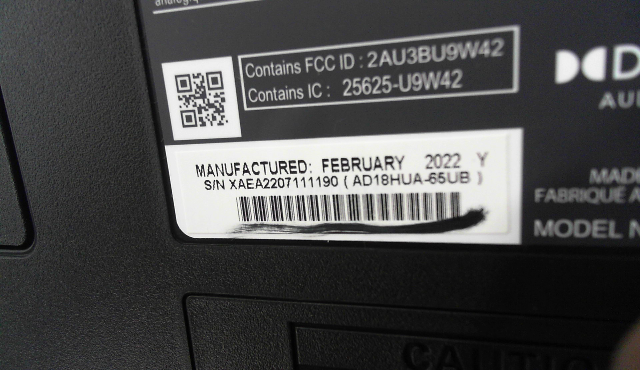 Contains FCC ID : 2AU3BU9W42
Contains IC : 25625-U9W42
AU
MANUFACTURED: FEBRUARY 2022 Y
S/N XAEA2207111190 ( AD18HUA-65UB )
MADE
FABRIQUÉ A
MODEL N
CAUTIO